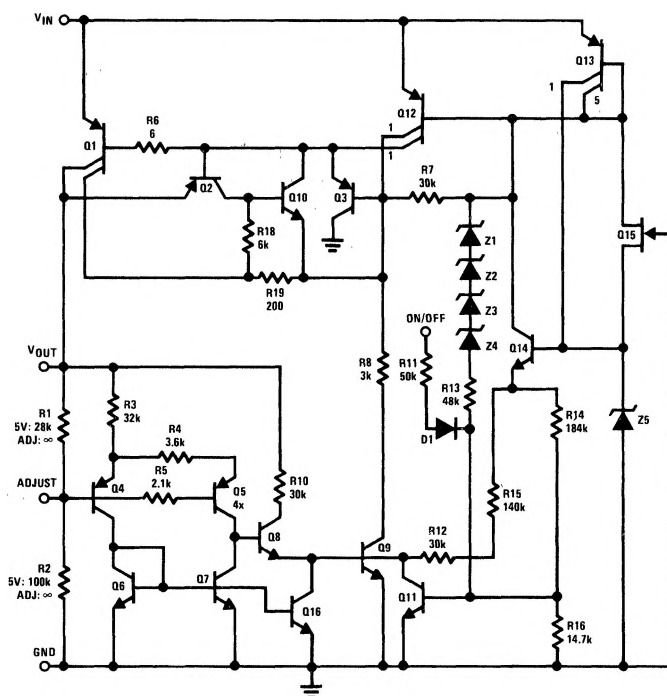 VIN
Q13
1
5
Q12
R6
6
1
1
Q1
Q2
Q10
Q3
R7
30k
R18
6k
Z1
Z2
Z3
Z4
Q15
R19
200
ON/OFF
R11
50k
R8
3k
Q14
VOUT
R13
48k
R1
5V: 28k
ADJ: ∞
R3
32k
R4
3.6k
R14
184k
Z5
D1
ADJUST
R5
2.1k
Q4
Q5
4x
R10
30k
Q8
R15
140k
R2
5V: 100k
ADJ: ∞
Q9
R12
30k
Q6
Q7
Q16
Q11
R16
14.7k
GND